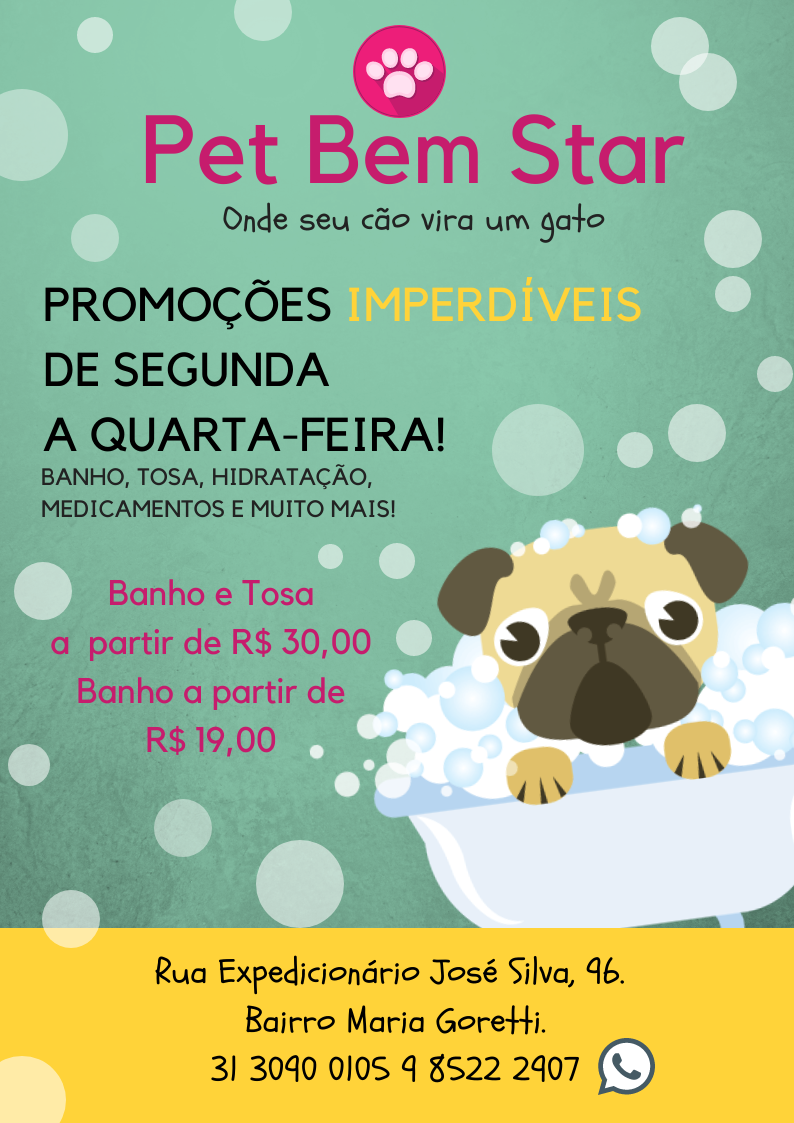 Pet Bem Star
Onde seu cão vira um gato
PROMOÇÕES IMPERDÍVEIS
DE SEGUNDA
A QUARTA-FEIRA!
BANHO, TOSA, HIDRATAÇÃO,
MEDICAMENTOS E MUITO MAIS!
Banho e Tosa
a partir de R$ 30,00
Banho a partir de
R$ 19,00
Rua Expedicionário José Silva, 96.
Bairro Maria Goretti.
31 3090 0105 9 8522 2907